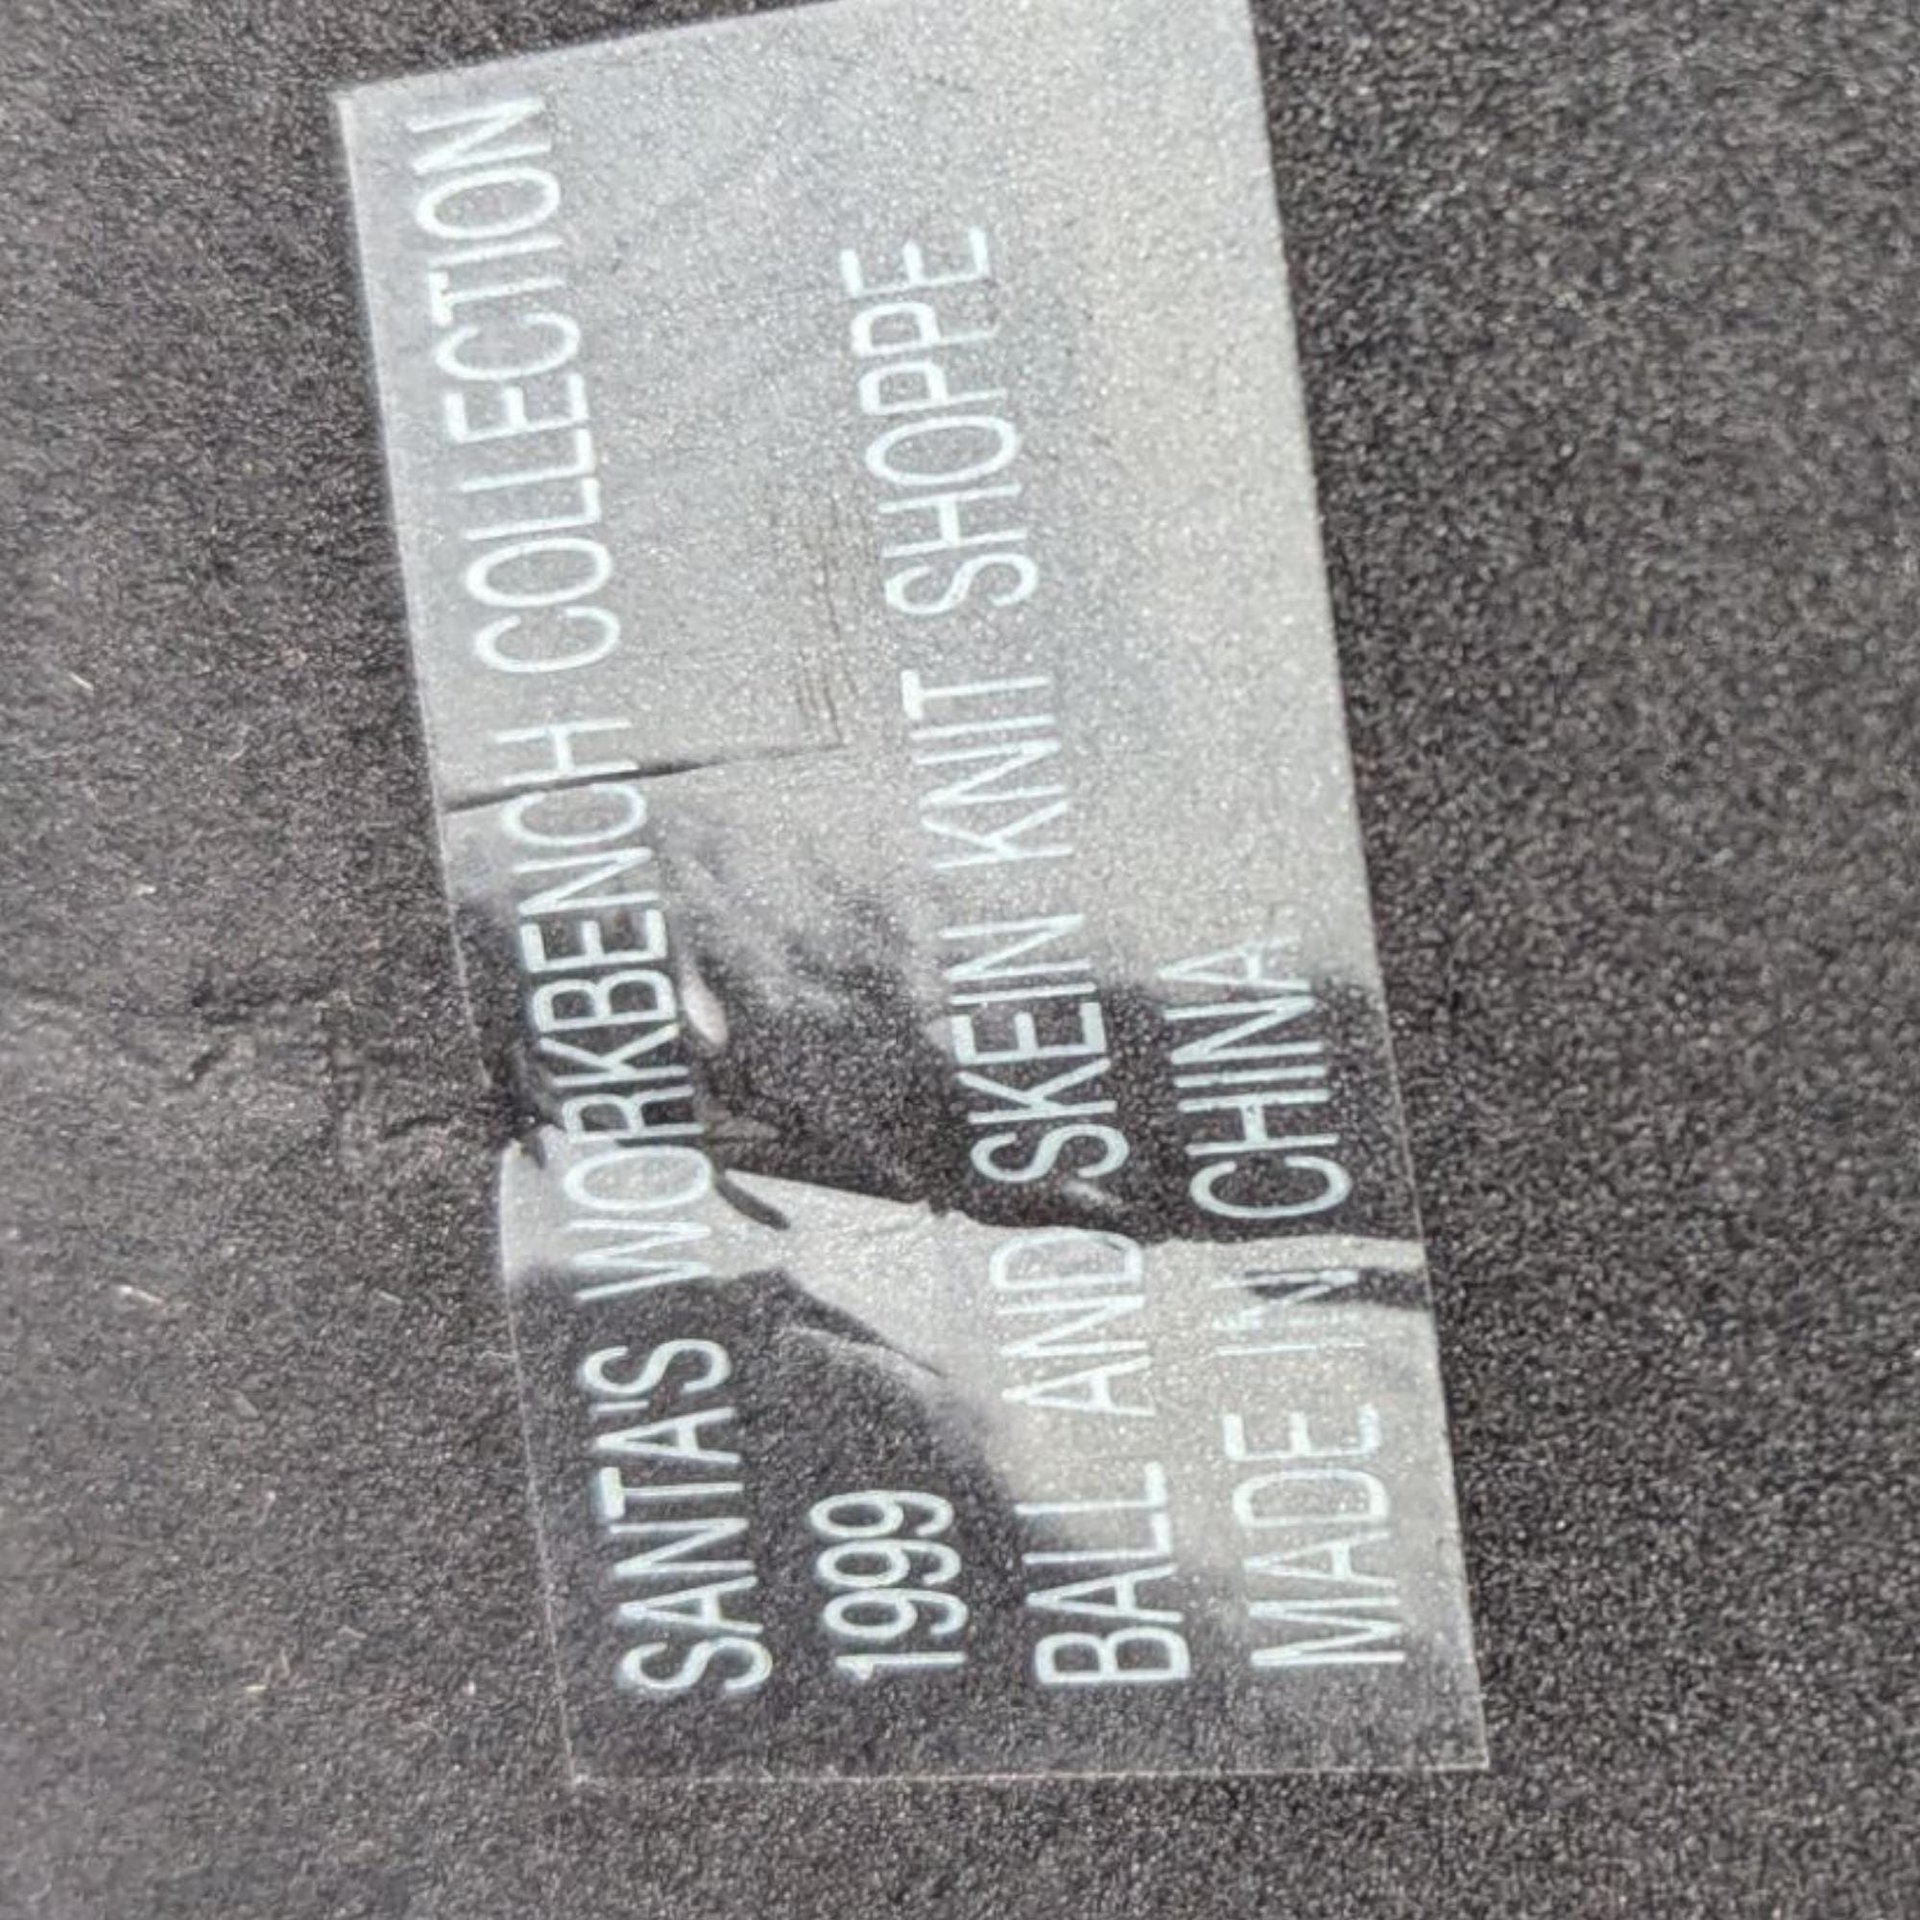 SANTA'S WORKBENCH COLLECTION
1999
BALL AND SKEIN KNIT SHOPPE
MADE IN CHINA